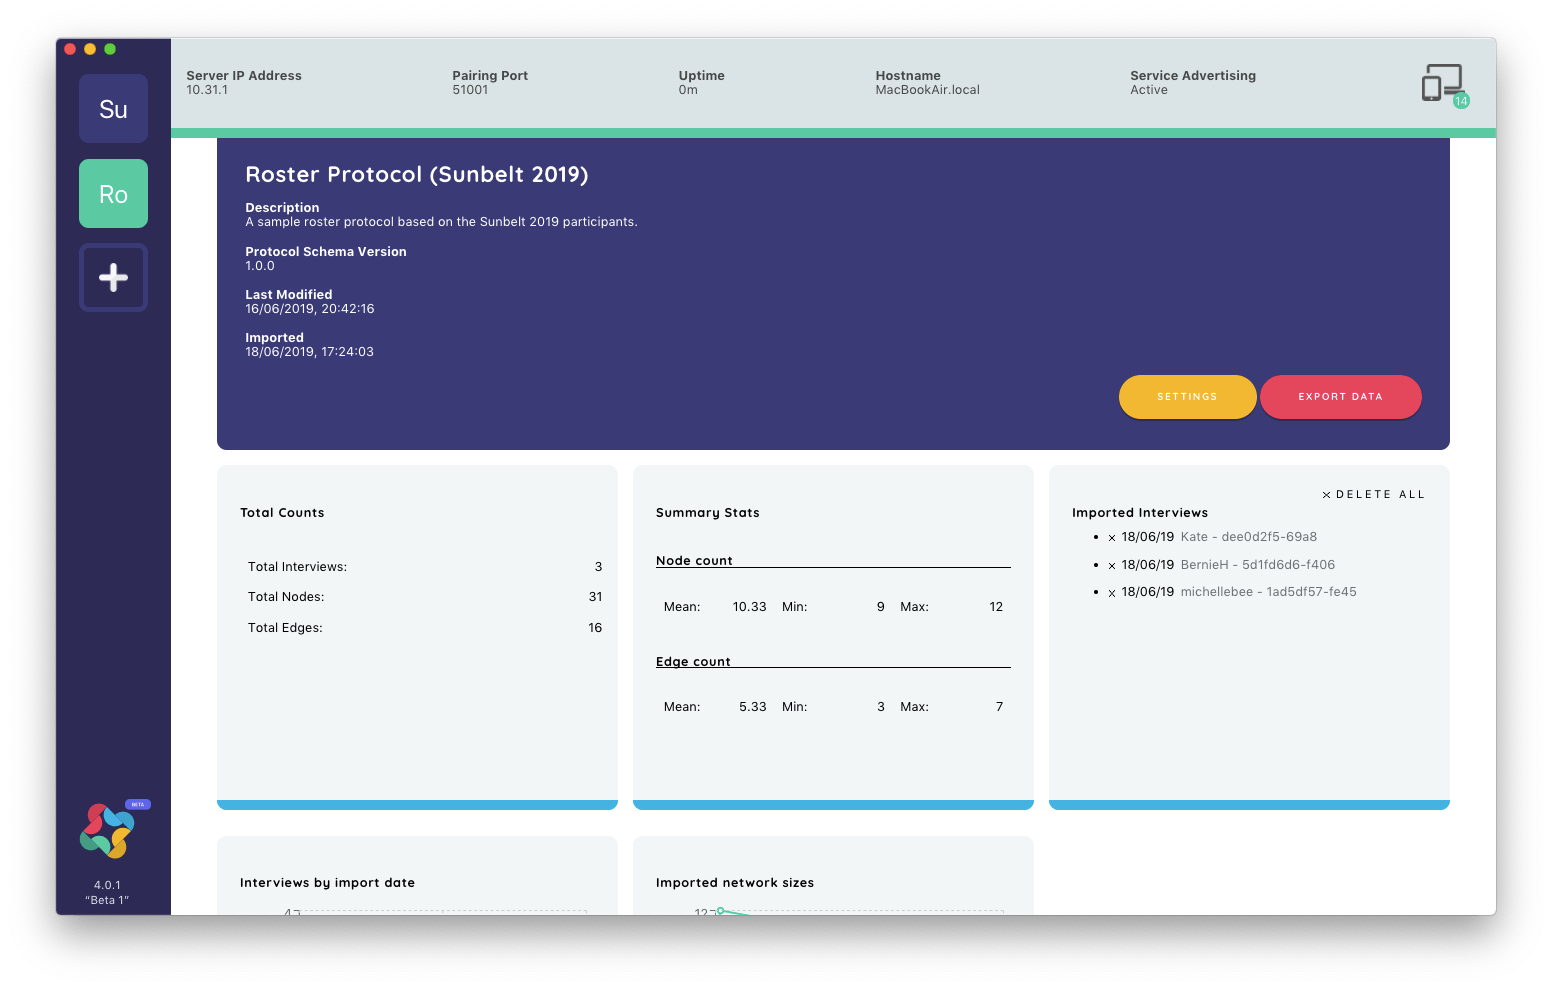 Server IP Address
10.31.1
Pairing Port
51001
Uptime
0m
Hostname
MacBookAir.local
Service Advertising
Active
14
Su
Ro
Roster Protocol (Sunbelt 2019)
Description
A sample roster protocol based on the Sunbelt 2019 participants.
Protocol Schema Version
1.0.0
Last Modified
16/06/2019, 20:42:16
Imported
18/06/2019, 17:24:03
SETTINGS
EXPORT DATA
Total Counts
Total Interviews: 3
Total Nodes: 31
Total Edges: 16
Summary Stats
Node count
Mean: 10.33 Min: 9 Max: 12
Edge count
Mean: 5.33 Min: 3 Max: 7
× DELETE ALL
Imported Interviews
• × 18/06/19 Kate - dee0d2f5-69a8
• × 18/06/19 BernieH - 5d1fd6d6-f406
• × 18/06/19 michellebee - 1ad5df57-fe45
Interviews by import date
4
Imported network sizes
12
BETA
4.0.1
“Beta 1”